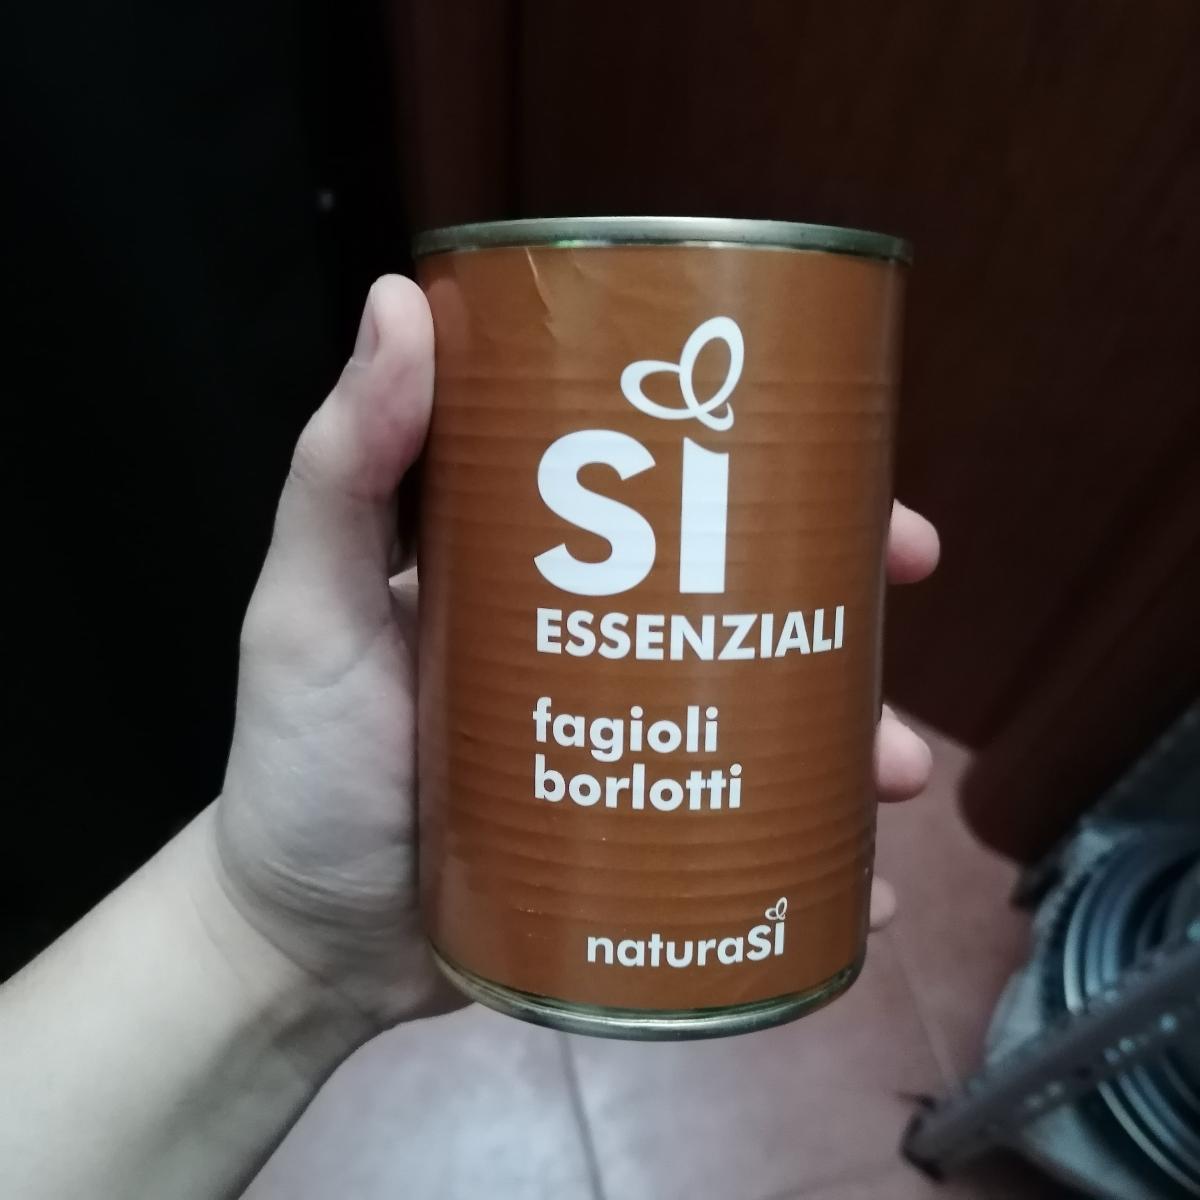 sì
ESSENZIALI
fagioli
borlotti
naturasì